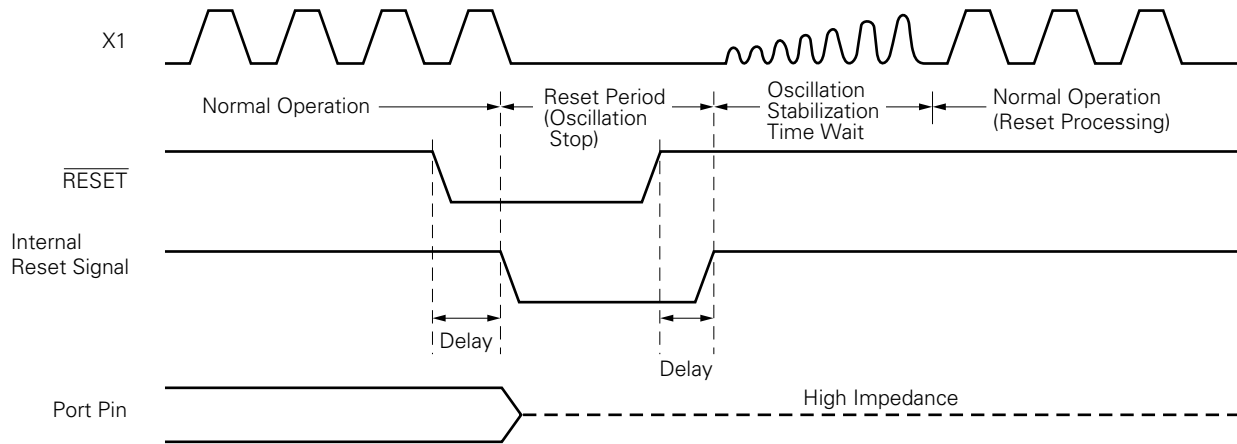 X1
Normal Operation
Reset Period
(Oscillation
Stop)
Oscillation
Stabilization
Time Wait
Normal Operation
(Reset Processing)
RESET
Internal
Reset Signal
Delay
Delay
Port Pin
High Impedance